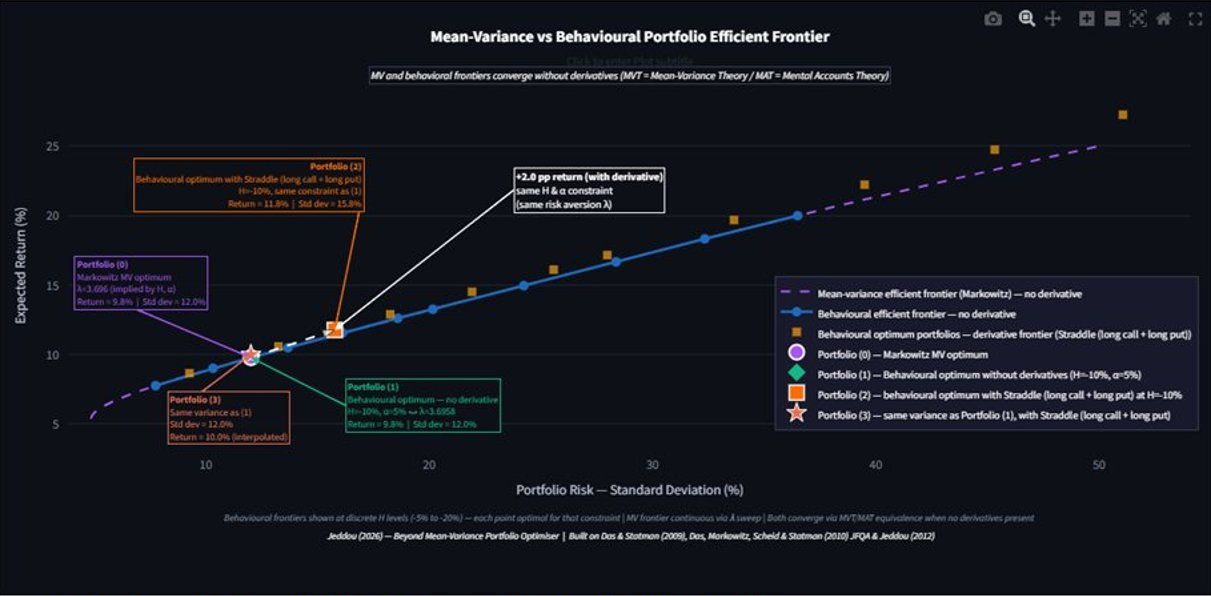 Mean-Variance vs Behavioural Portfolio Efficient Frontier
Click to enter Plot subtitle
MV and behavioral frontiers converge without derivatives (MVT = Mean-Variance Theory / MAT = Mental Accounts Theory)
Expected Return (%)
25
20
15
10
5
Portfolio (2)
Behavioural optimum with Straddle (long call + long put)
H=-10%, same constraint as (1)
Return = 11.8% | Std dev = 15.8%
+2.0 pp return (with derivative)
same H & α constraint
(same risk aversion λ)
Portfolio (0)
Markowitz MV optimum
λ=3.696 (implied by H, α)
Return = 9.8% | Std dev = 12.0%
Portfolio (3)
Same variance as (1)
Std dev = 12.0%
Return = 10.0% (interpolated)
Portfolio (1)
Behavioural optimum — no derivative
H=-10%, α=5% ↔ λ=3.6958
Return = 9.8% | Std dev = 12.0%
Mean-variance efficient frontier (Markowitz) — no derivative
Behavioural efficient frontier — no derivative
Behavioural optimum portfolios — derivative frontier (Straddle (long call + long put))
Portfolio (0) — Markowitz MV optimum
Portfolio (1) — Behavioural optimum without derivatives (H=-10%, α=5%)
Portfolio (2) — behavioural optimum with Straddle (long call + long put) at H=-10%
Portfolio (3) — same variance as Portfolio (1), with Straddle (long call + long put)
10 20 30 40 50
Portfolio Risk — Standard Deviation (%)
Behavioural frontiers shown at discrete H levels (-5% to -20%) — each point optimal for that constraint | MV frontier continuous via λ sweep | Both converge via MVT/MAT equivalence when no derivatives present
Jeddou (2026) — Beyond Mean-Variance Portfolio Optimiser | Built on Das & Statman (2009), Das, Markowitz, Scheid & Statman (2010) JFQA & Jeddou (2012)